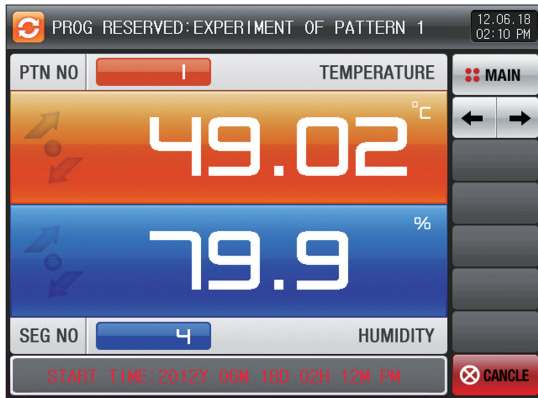 PROG RESERVED:EXPERIMENT OF PATTERN 1
12.06.18
02:10 PM
PTN NO 1 TEMPERATURE
MAIN
49.02 °C
79.9 %
SEG NO 4 HUMIDITY
START TIME:2012Y 06M 18D 02H 12M PM
CANCLE